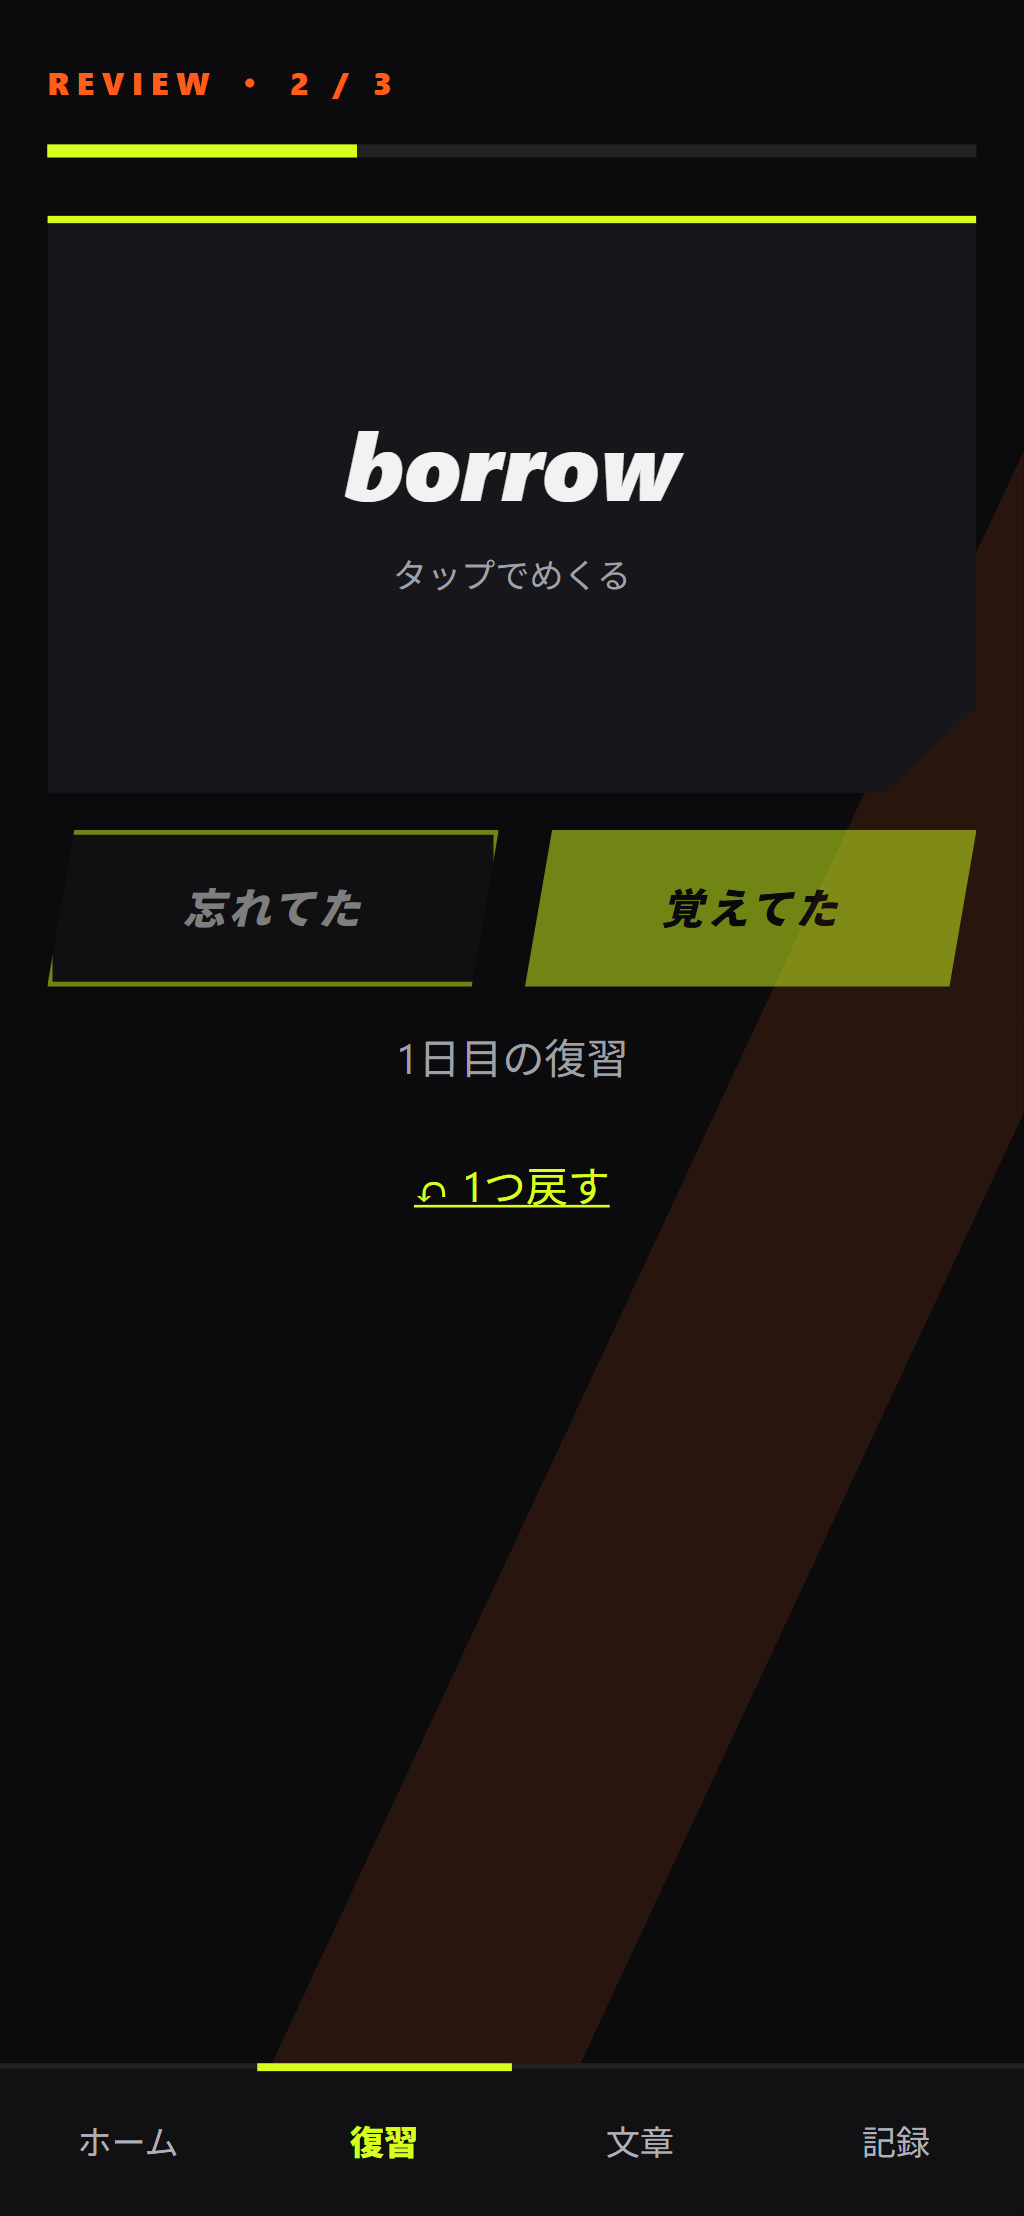 REVIEW · 2 / 3
borrow
タップでめくる
忘れてた
覚えてた
1日目の復習
↶ 1つ戻す
ホーム
復習
文章
記録